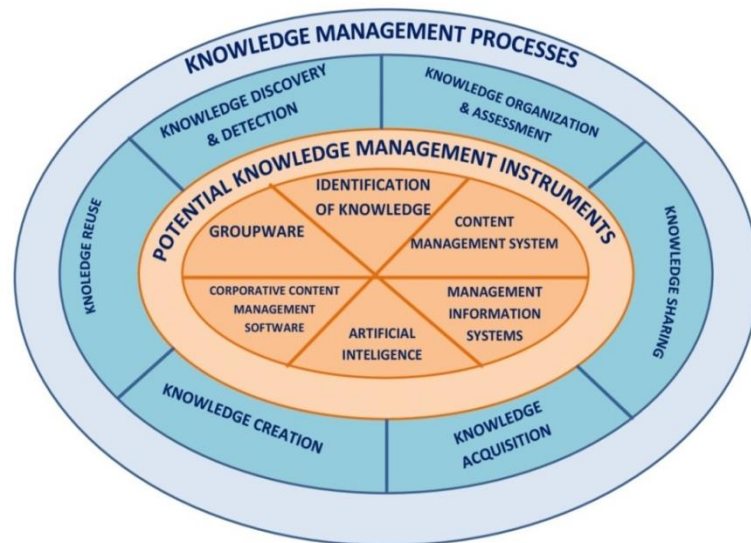 KNOWLEDGE MANAGEMENT PROCESSES
KNOWLEDGE DISCOVERY
& DETECTION
KNOWLEDGE ORGANIZATION
& ASSESSMENT
KNOWLEDGE SHARING
KNOWLEDGE
ACQUISITION
KNOWLEDGE CREATION
KNOLEDGE REUSE
POTENTIAL KNOWLEDGE MANAGEMENT INSTRUMENTS
IDENTIFICATION
OF KNOWLEDGE
CONTENT
MANAGEMENT SYSTEM
MANAGEMENT
INFORMATION
SYSTEMS
ARTIFICIAL
INTELIGENCE
CORPORATIVE CONTENT
MANAGEMENT
SOFTWARE
GROUPWARE